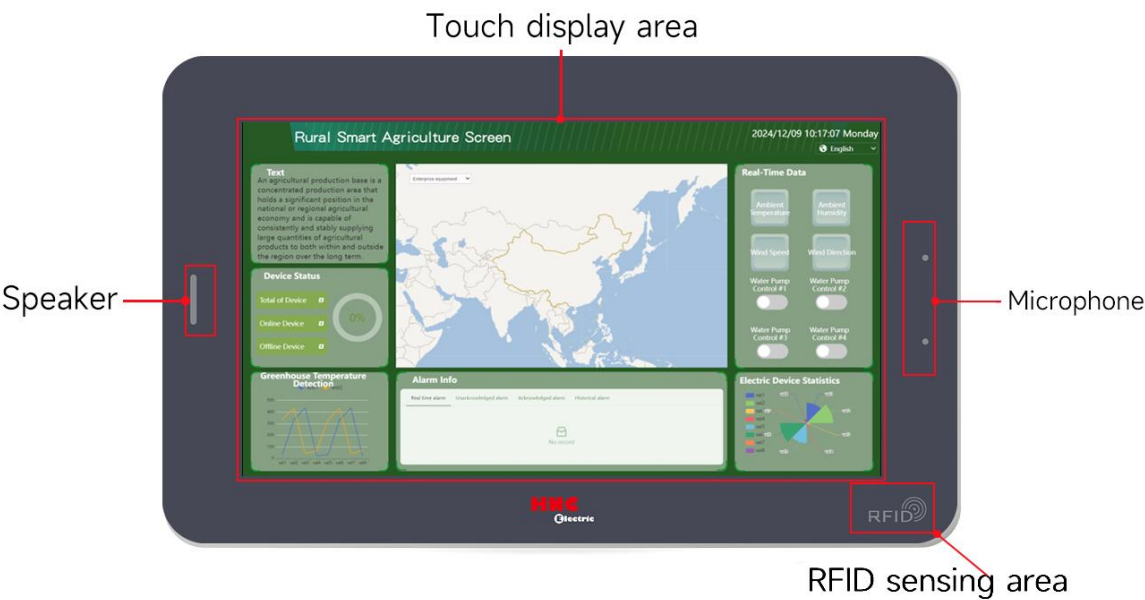 Touch display area
Rural Smart Agriculture Screen
2024/12/09 10:17:07 Monday
English
Text
An agricultural production base is a
concentrated production area that
holds a significant position in the
national or regional agricultural
economy and is capable of
consistently and stably supplying
large quantities of agricultural
products to both within and outside
the region over the long term.
Enterprise equipment
Real-Time Data
Ambient
Temperature
Ambient
Humidity
Wind Speed
Wind Direction
Water Pump
Control #1
Water Pump
Control #2
Water Pump
Control #3
Water Pump
Control #4
Device Status
Total of Device
Online Device
Offline Device
0%
Speaker
Microphone
Greenhouse Temperature
Detection
Alarm Info
Real time alarm
Unacknowledged alarm
Acknowledged alarm
Historical alarm
No record
Electric Device Statistics
HNC
Electric
RFID
RFID sensing area